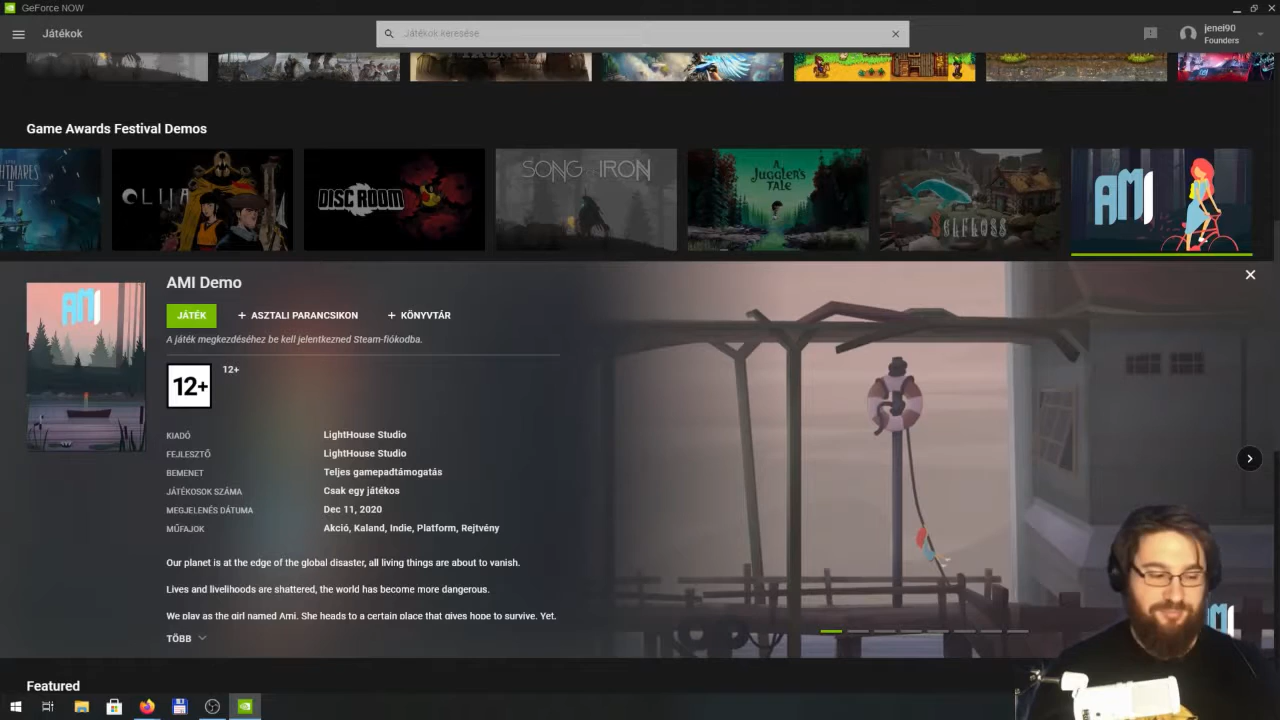 GeForce NOW
Játékok
Játékok keresése
jenei90
Founders
Game Awards Festival Demos
OLIJA
DISC ROOM
SONG IRON
A JUGGLER'S TALE
SELFLOSS
AMI
AMI Demo
AMI
JÁTÉK
+ ASZTALI PARANCSIKON
+ KÖNYVTÁR
A játék megkezdéséhez be kell jelentkezned Steam-fiókodba.
12+
12+
KIADÓ LightHouse Studio
FEJLESZTŐ LightHouse Studio
BEMENET Teljes gamepadtámogatás
JÁTÉKOSOK SZÁMA Csak egy játékos
MEGJELENÉS DÁTUMA Dec 11, 2020
MŰFAJOK Akció, Kaland, Indie, Platform, Rejtvény
Our planet is at the edge of the global disaster, all living things are about to vanish.
Lives and livelihoods are shattered, the world has become more dangerous.
We play as the girl named Ami. She heads to a certain place that gives hope to survive. Yet.
TÖBB
Featured